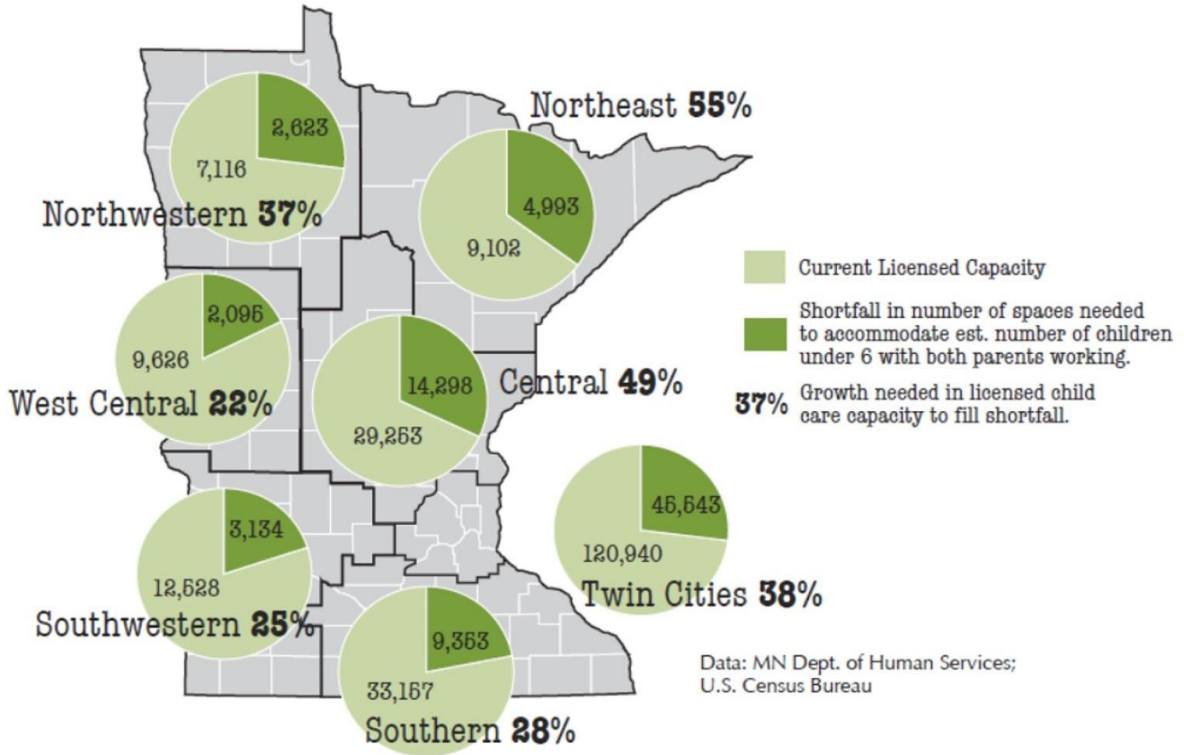 Northeast 55%
2,623
7,116
Northwestern 37%
4,993
9,102
Current Licensed Capacity
Shortfall in number of spaces needed
to accommodate est. number of children
under 6 with both parents working.
37% Growth needed in licensed child
care capacity to fill shortfall.
2,095
9,626
West Central 22%
14,298
Central 49%
29,253
45,543
120,940
Twin Cities 38%
3,134
12,528
Southwestern 25%
9,353
33,157
Southern 28%
Data: MN Dept. of Human Services;
U.S. Census Bureau